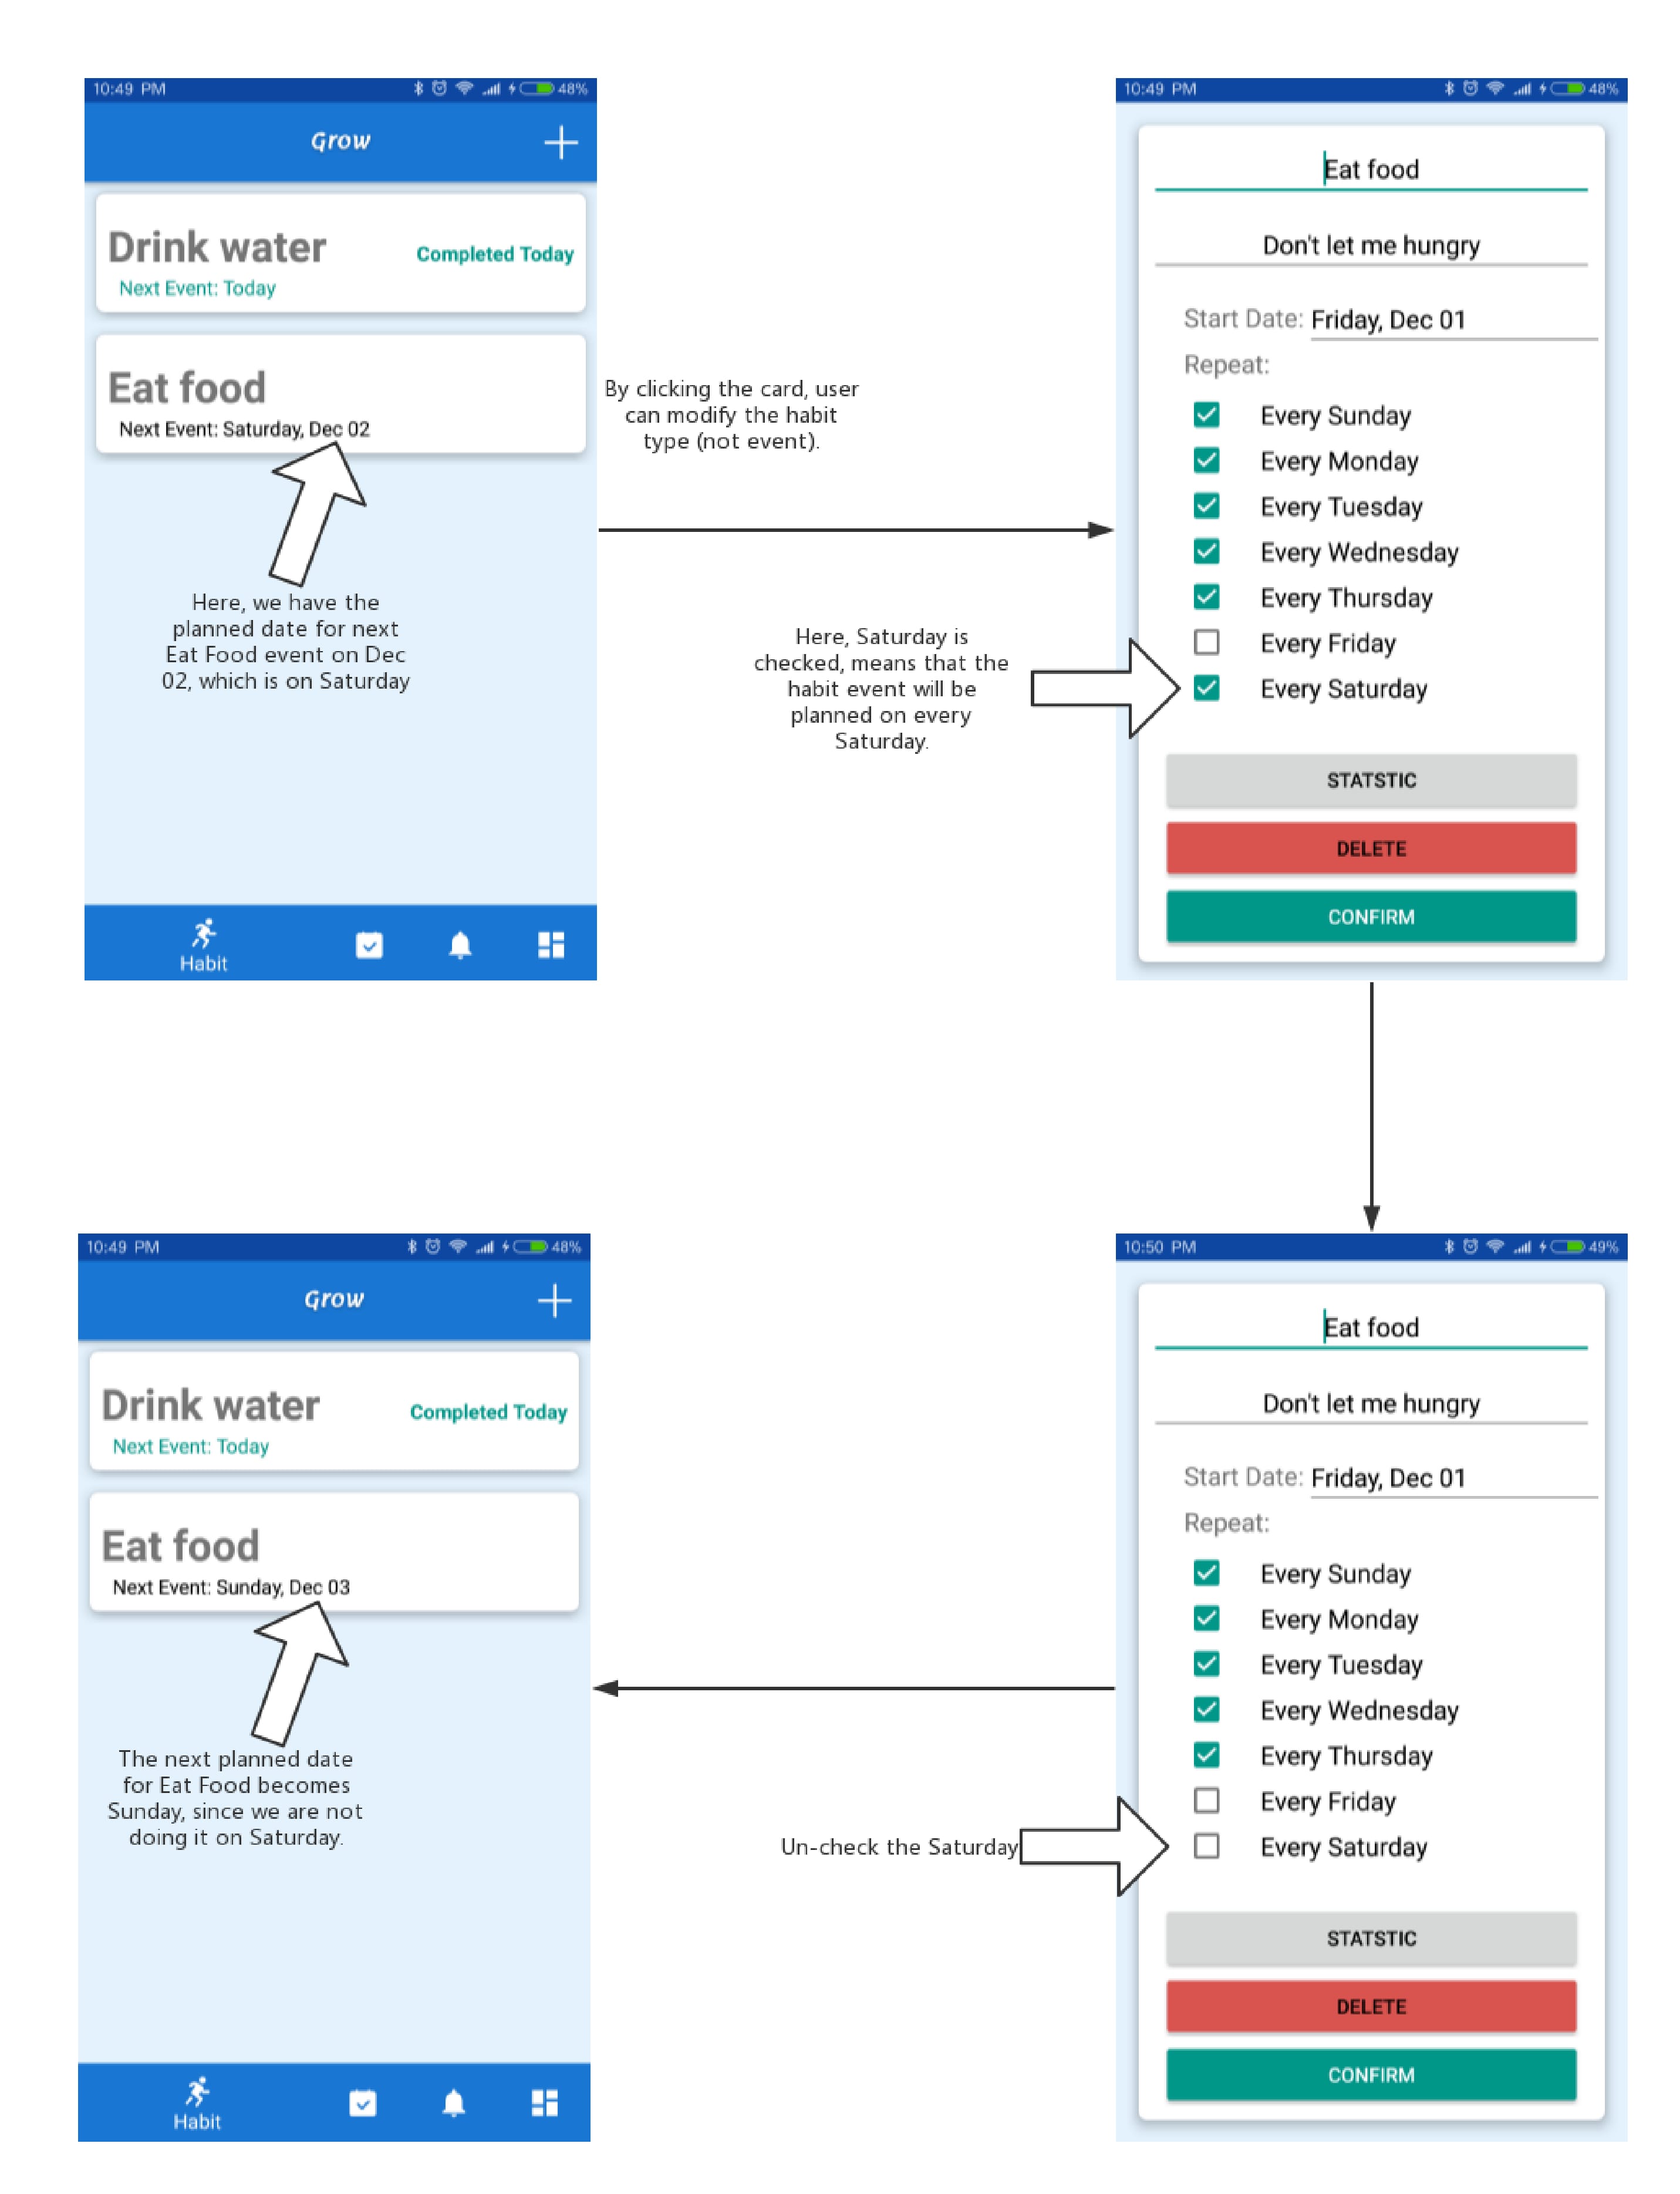 10:49 PM
48%
Grow
Drink water
Completed Today
Next Event: Today
Eat food
Next Event: Saturday, Dec 02
Here, we have the
planned date for next
Eat Food event on Dec
02, which is on Saturday
Habit
By clicking the card, user
can modify the habit
type (not event).
10:49 PM
48%
Eat food
Don't let me hungry
Start Date: Friday, Dec 01
Repeat:
Every Sunday
Every Monday
Every Tuesday
Every Wednesday
Every Thursday
Every Friday
Every Saturday
Here, Saturday is
checked, means that the
habit event will be
planned on every
Saturday.
STATSTIC
DELETE
CONFIRM
10:50 PM
49%
Eat food
Don't let me hungry
Start Date: Friday, Dec 01
Repeat:
Every Sunday
Every Monday
Every Tuesday
Every Wednesday
Every Thursday
Every Friday
Every Saturday
Un-check the Saturday
STATSTIC
DELETE
CONFIRM
10:49 PM
48%
Grow
Drink water
Completed Today
Next Event: Today
Eat food
Next Event: Sunday, Dec 03
The next planned date
for Eat Food becomes
Sunday, since we are not
doing it on Saturday.
Habit